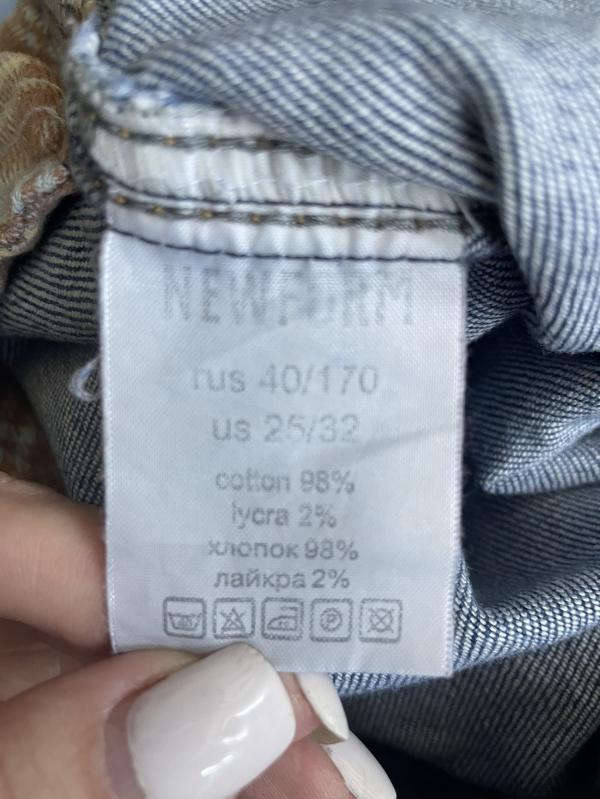 NEWFORM
rus 40/170
us 25/32
cotton 98%
lycra 2%
хлопок 98%
лайкра 2%
P